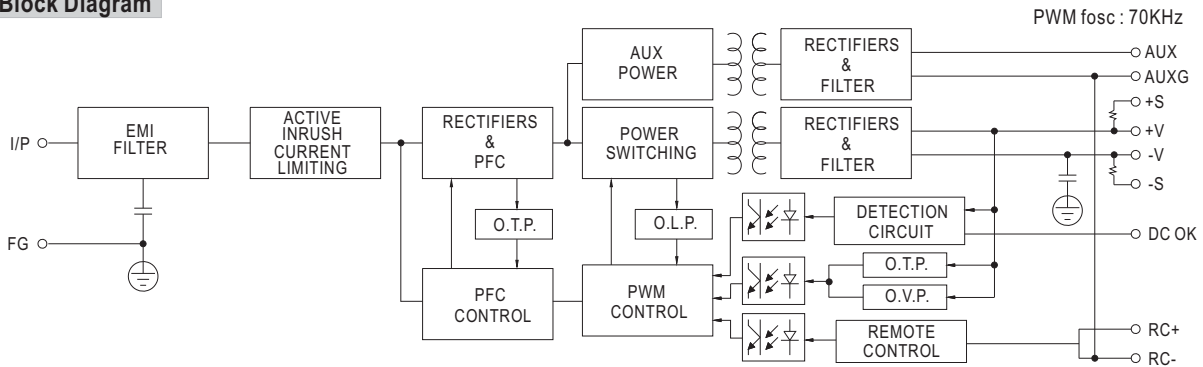 Block Diagram
PWM fosc : 70KHz
AUX
POWER
RECTIFIERS
&
FILTER
AUX
AUXG
I/P
EMI
FILTER
ACTIVE
INRUSH
CURRENT
LIMITING
RECTIFIERS
&
PFC
POWER
SWITCHING
RECTIFIERS
&
FILTER
+S
+V
-V
-S
FG
O.T.P.
O.L.P.
DETECTION
CIRCUIT
DC OK
PFC
CONTROL
PWM
CONTROL
O.T.P.
O.V.P.
REMOTE
CONTROL
RC+
RC-